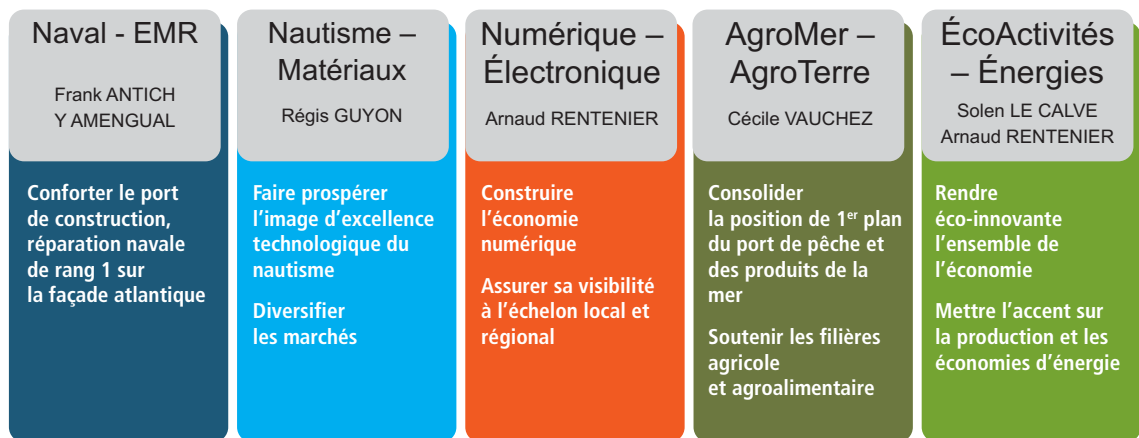 Naval - EMR
Frank ANTICH
Y AMENGUAL
Conforter le port
de construction,
réparation navale
de rang 1 sur
la façade atlantique
Nautisme –
Matériaux
Régis GUYON
Faire prospérer
l’image d’excellence
technologique du
nautisme
Diversifier
les marchés
Numérique –
Électronique
Arnaud RENTENIER
Construire
l’économie
numérique
Assurer sa visibilité
à l’échelon local et
régional
AgroMer –
AgroTerre
Cécile VAUCHEZ
Consolider
la position de 1er plan
du port de pêche et
des produits de la
mer
Soutenir les filières
agricole
et agroalimentaire
ÉcoActivités
– Énergies
Solen LE CALVE
Arnaud RENTENIER
Rendre
éco-innovante
l’ensemble de
l’économie
Mettre l’accent sur
la production et les
économies d’énergie